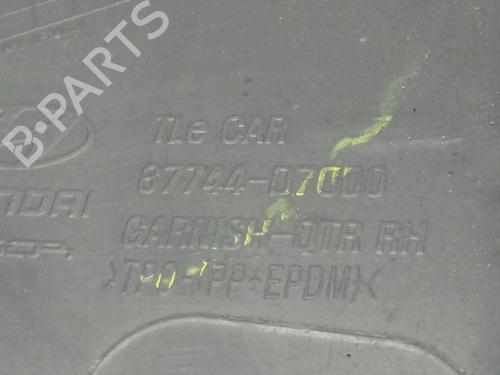 B-PARTS
TLe CAR
87744-D7000
GARNISH-QTR RH
>TPO-(PP+EPDM)<